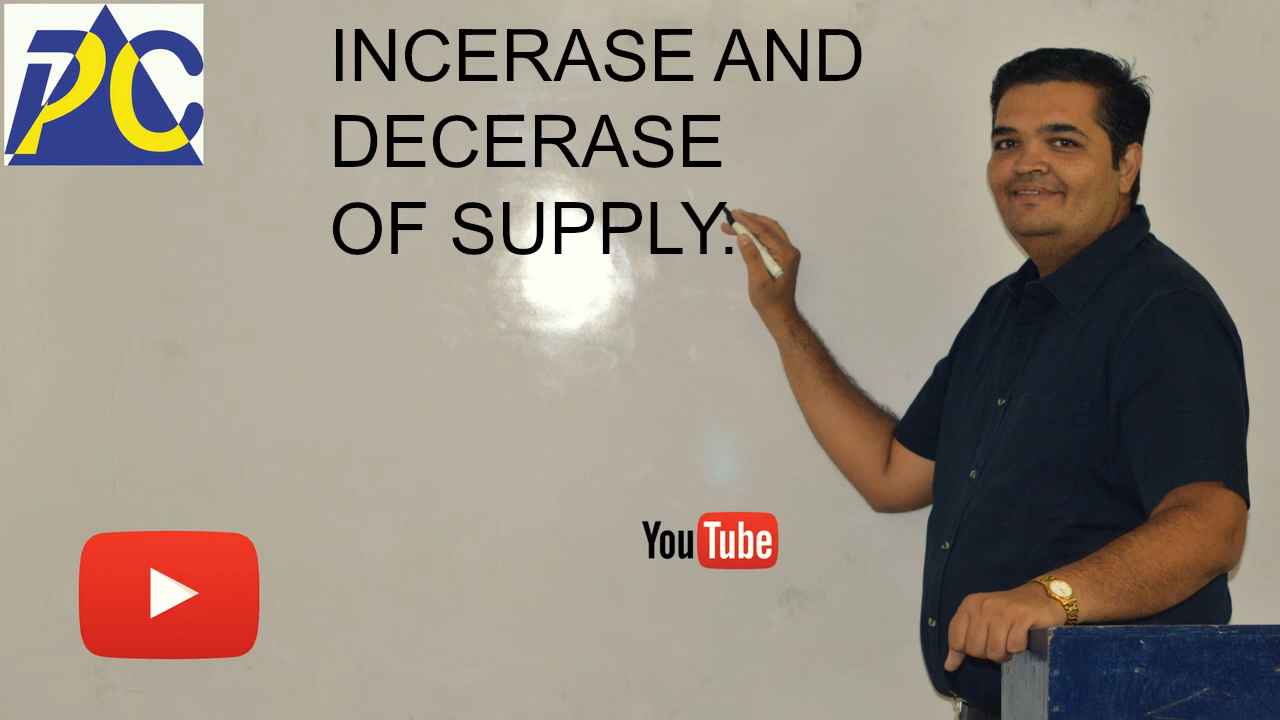 PC
INCERASE AND
DECERASE
OF SUPPLY.
YouTube